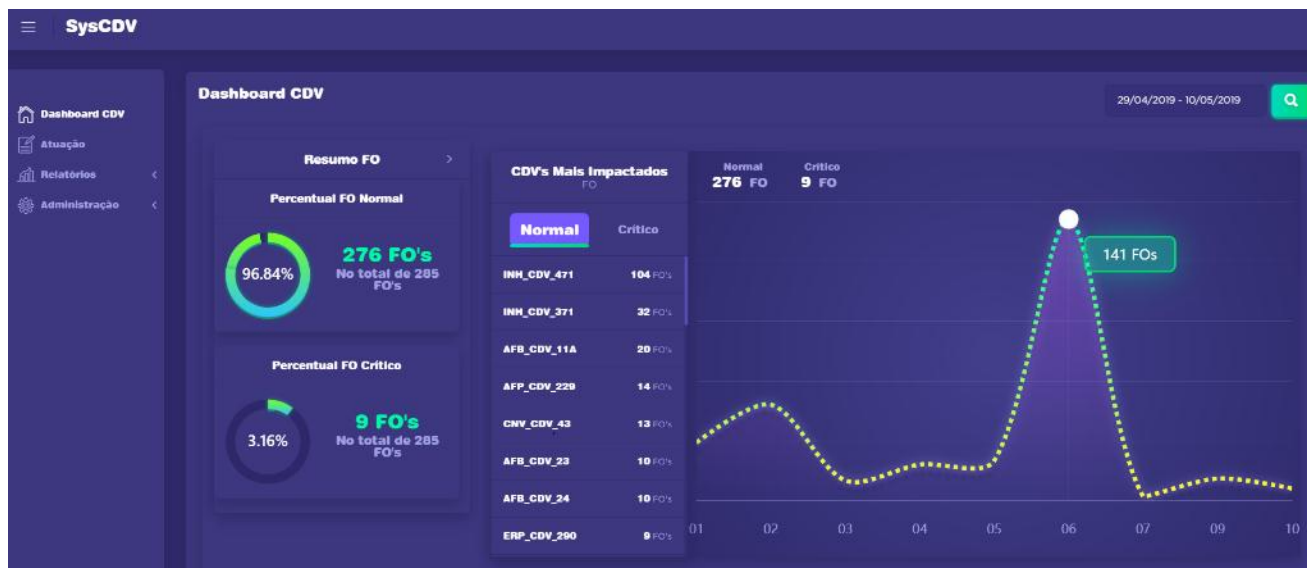 SysCDV
Dashboard CDV
Atuação
Relatórios
Administração
Dashboard CDV
29/04/2019 - 10/05/2019
Resumo FO
Percentual FO Normal
96.84%
276 FO's
No total de 285
FO's
Percentual FO Crítico
3.16%
9 FO's
No total de 285
FO's
CDV's Mais Impactados
FO
Normal Crítico
INH_CDV_471 104 FO's
INH_CDV_371 32 FO's
AFB_CDV_11A 20 FO's
AFP_CDV_229 14 FO's
CNV_CDV_43 13 FO's
AFB_CDV_23 10 FO's
AFB_CDV_24 10 FO's
ERP_CDV_290 9 FO's
Normal Crítico
276 FO 9 FO
141 FOs
01 02 03 04 05 06 07 09 10